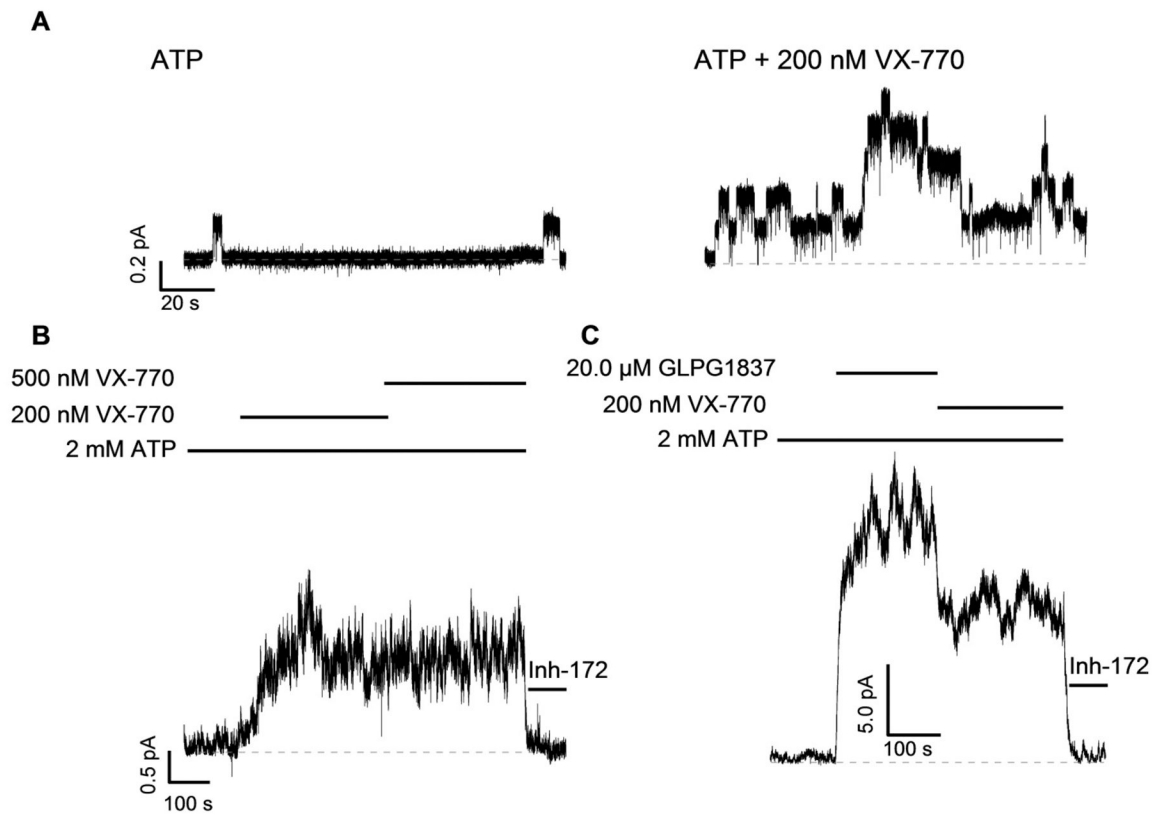 A
ATP
ATP + 200 nM VX-770
0.2 pA
20 s
B
500 nM VX-770
200 nM VX-770
2 mM ATP
Inh-172
0.5 pA
100 s
C
20.0 µM GLPG1837
200 nM VX-770
2 mM ATP
Inh-172
5.0 pA
100 s